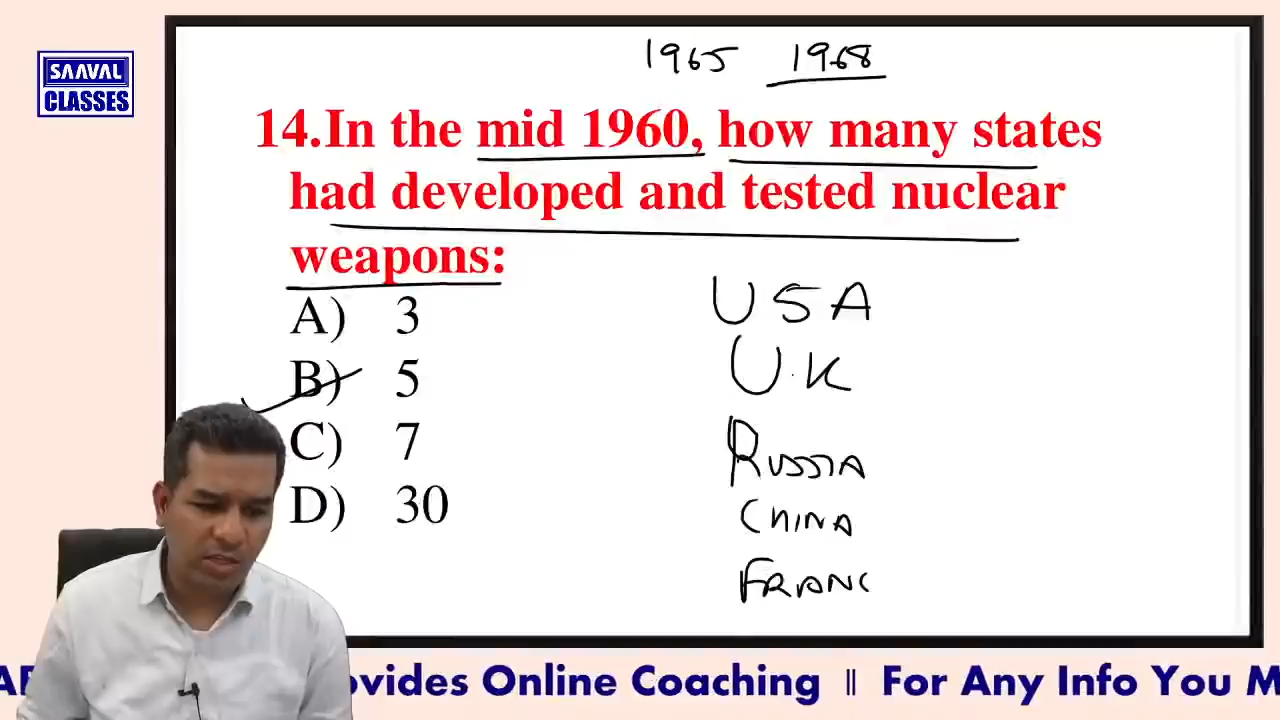 1965 1968
SAAVAL
CLASSES
14.In the mid 1960, how many states
had developed and tested nuclear
weapons:
A) 3
B) 5
C) 7
D) 30
USA
U.K
RUSSIA
CHINA
FRANC
ovides Online Coaching || For Any Info You M